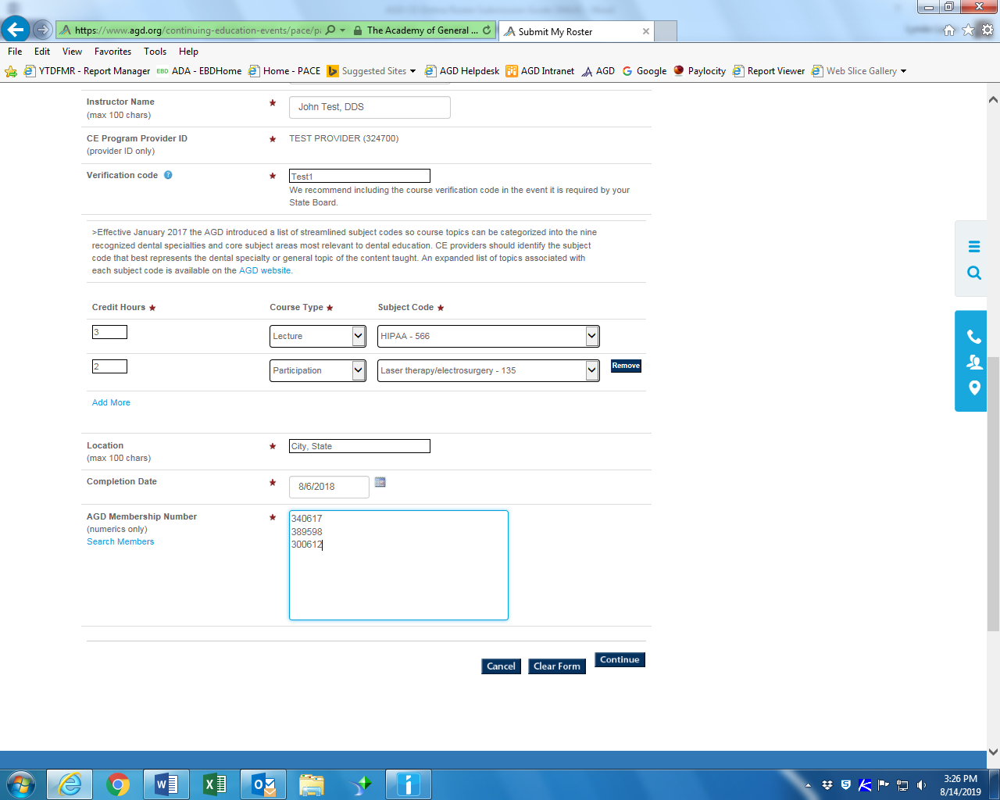 https://www.agd.org/continuing-education-events/pace/p
The Academy of General ...
Submit My Roster
File Edit View Favorites Tools Help
YTDFMR - Report Manager EBD ADA - EBDHome Home - PACE Suggested Sites AGD Helpdesk AGD Intranet AGD Google Paylocity Report Viewer Web Slice Gallery
Instructor Name
(max 100 chars)
John Test, DDS
CE Program Provider ID
(provider ID only)
TEST PROVIDER (324700)
Verification code
Test1
We recommend including the course verification code in the event it is required by your
State Board.
>Effective January 2017 the AGD introduced a list of streamlined subject codes so course topics can be categorized into the nine
recognized dental specialties and core subject areas most relevant to dental education. CE providers should identify the subject
code that best represents the dental specialty or general topic of the content taught. An expanded list of topics associated with
each subject code is available on the AGD website.
Credit Hours Course Type Subject Code
3 Lecture HIPAA - 566
2 Participation Laser therapy/electrosurgery - 135 Remove
Add More
Location
(max 100 chars)
City, State
Completion Date
8/6/2018
AGD Membership Number
(numerics only)
Search Members
340617
389598
300612
Cancel Clear Form Continue
3:26 PM
8/14/2019